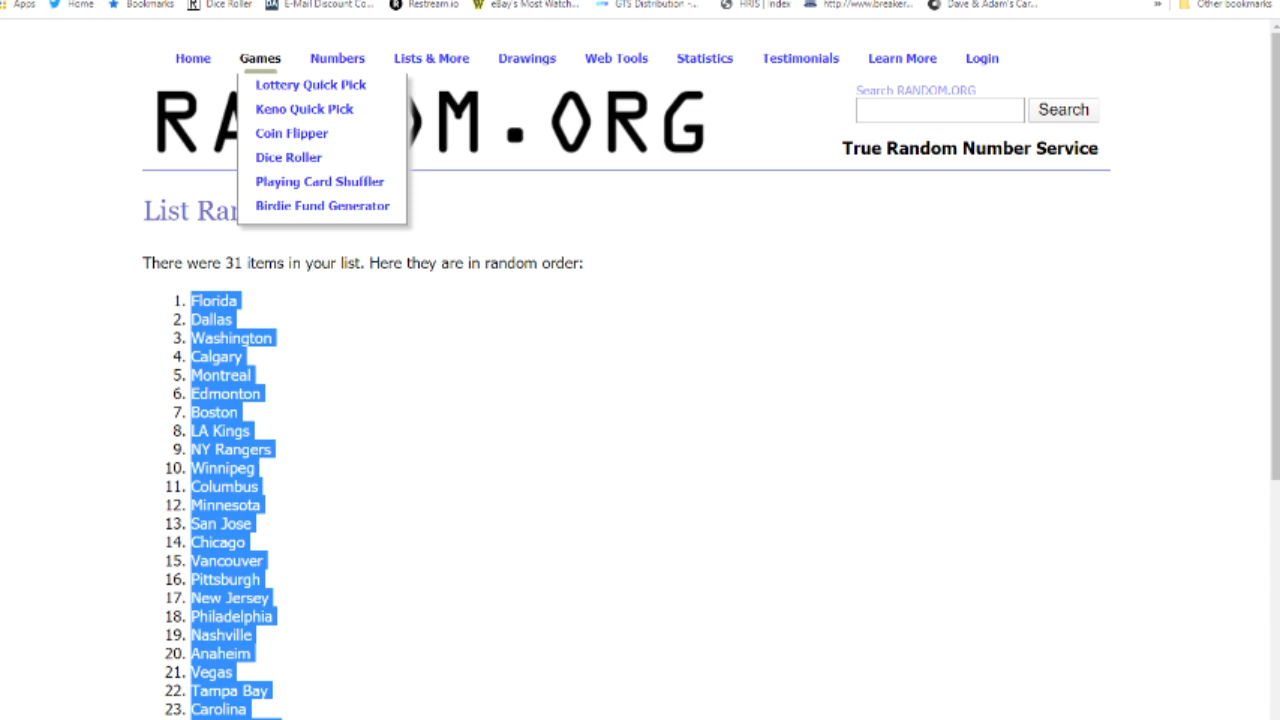 Apps Home Bookmarks Dice Roller E-Mail Discount Co... Restream.io eBay's Most Watch... GTS Distribution -... HRIS | Index http://www.breaker... Dave & Adam's Car... » Other bookmarks
Home Games Numbers Lists & More Drawings Web Tools Statistics Testimonials Learn More Login
Lottery Quick Pick
Keno Quick Pick
Coin Flipper
Dice Roller
Playing Card Shuffler
Birdie Fund Generator
Search RANDOM.ORG
Search
True Random Number Service
List Ra
There were 31 items in your list. Here they are in random order:
1. Florida
2. Dallas
3. Washington
4. Calgary
5. Montreal
6. Edmonton
7. Boston
8. LA Kings
9. NY Rangers
10. Winnipeg
11. Columbus
12. Minnesota
13. San Jose
14. Chicago
15. Vancouver
16. Pittsburgh
17. New Jersey
18. Philadelphia
19. Nashville
20. Anaheim
21. Vegas
22. Tampa Bay
23. Carolina